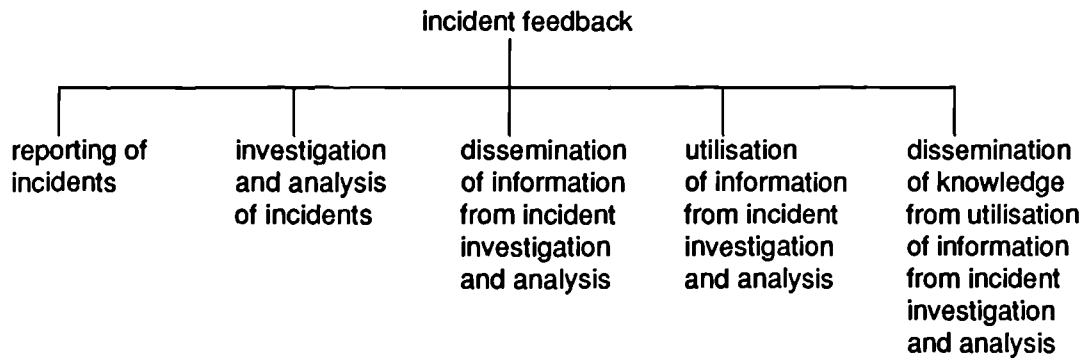 incident feedback
reporting of
incidents
investigation
and analysis
of incidents
dissemination
of information
from incident
investigation
and analysis
utilisation
of information
from incident
investigation
and analysis
dissemination
of knowledge
from utilisation
of information
from incident
investigation
and analysis